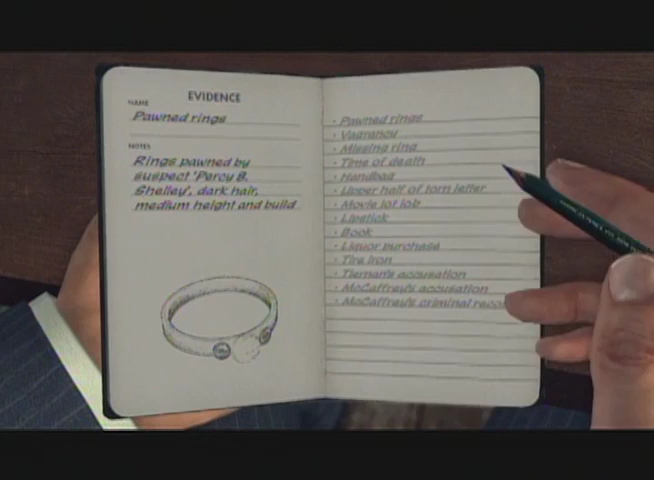 EVIDENCE
NAME
Pawned rings
NOTES
Rings pawned by
suspect 'Percy B.
Shelley', dark hair,
medium height and build
· Pawned rings
· Vagrancy
· Missing ring
· Time of death
· Handbag
· Upper half of torn letter
· Movie lot job
· Lipstick
· Book
· Liquor purchase
· Tire iron
· Tiernan's accusation
· McCaffrey's accusation
· McCaffrey's criminal recor